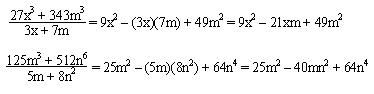 (27x³ + 343m³)/(3x + 7m) = 9x² – (3x)(7m) + 49m² = 9x² – 21xm + 49m²
(125m³ + 512n⁶)/(5m + 8n²) = 25m² – (5m)(8n²) + 64n⁴ = 25m² – 40mn² + 64n⁴